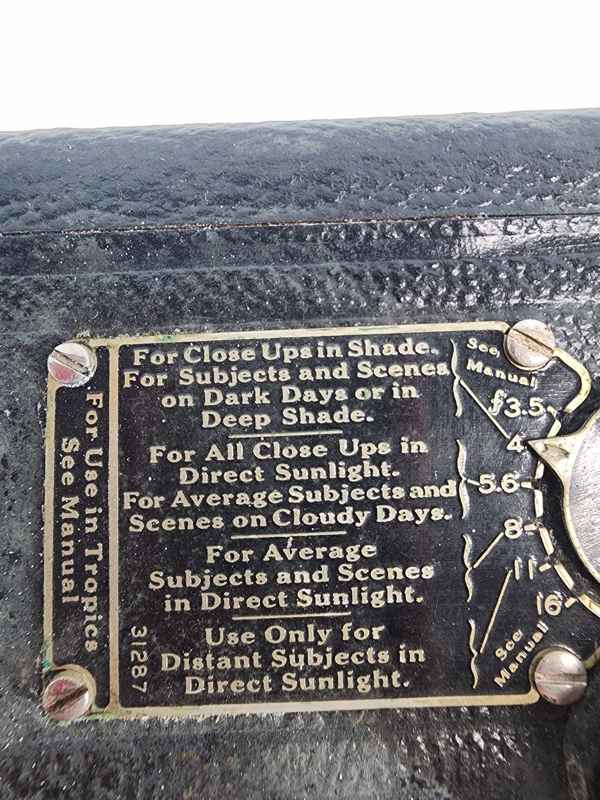 For Close Ups in Shade.
For Subjects and Scenes
on Dark Days or in
Deep Shade.
For All Close Ups in
Direct Sunlight.
For Average Subjects and
Scenes on Cloudy Days.
For Average
Subjects and Scenes
in Direct Sunlight.
Use Only for
Distant Subjects in
Direct Sunlight.
For Use in Tropics
See Manual
31287
See
Manual
f3.5
4
5.6
8
11
16
See
Manual